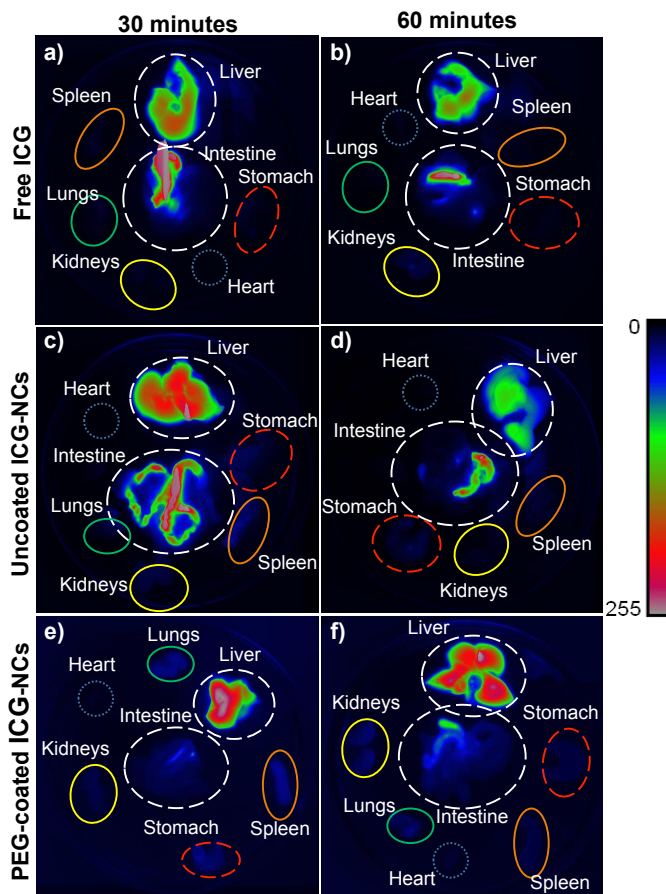 30 minutes
60 minutes
Free ICG
a)
Liver
Spleen
Intestine
Stomach
Lungs
Kidneys
Heart
b)
Liver
Heart
Spleen
Lungs
Stomach
Kidneys
Intestine
Uncoated ICG-NCs
c)
Liver
Heart
Stomach
Intestine
Lungs
Spleen
Kidneys
d)
Liver
Heart
Intestine
Stomach
Spleen
Kidneys
0
255
PEG-coated ICG-NCs
e)
Lungs
Heart
Liver
Intestine
Kidneys
Spleen
Stomach
f)
Liver
Kidneys
Stomach
Lungs
Intestine
Heart
Spleen